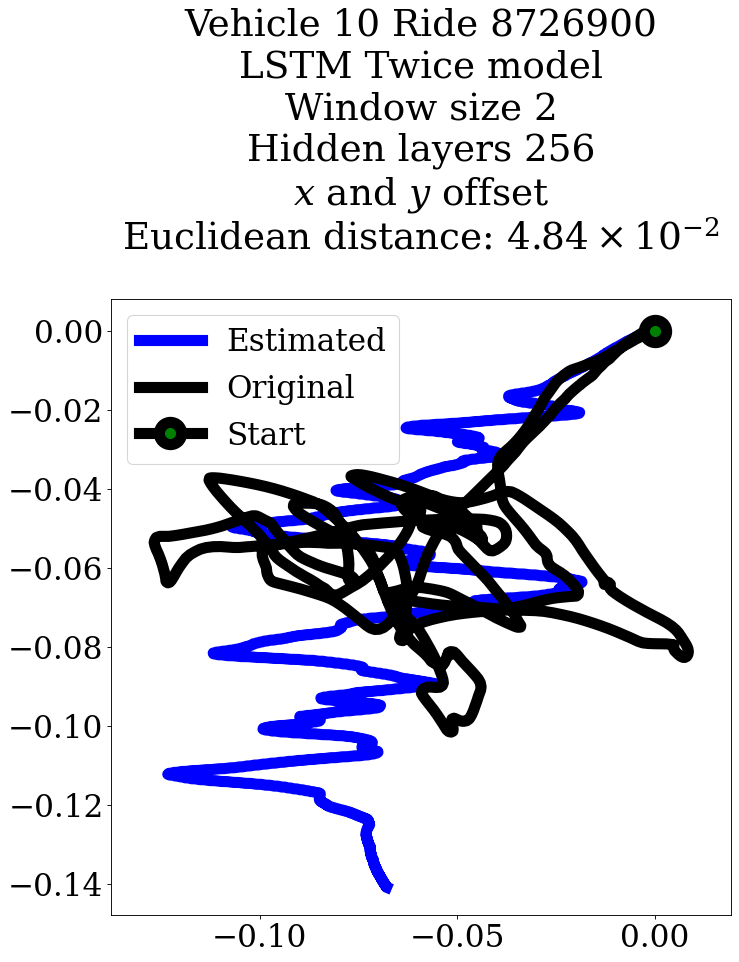 Vehicle 10 Ride 8726900
LSTM Twice model
Window size 2
Hidden layers 256
x and y offset
Euclidean distance: 4.84 × 10⁻²
Estimated
Original
Start
0.00
−0.02
−0.04
−0.06
−0.08
−0.10
−0.12
−0.14
−0.10
−0.05
0.00